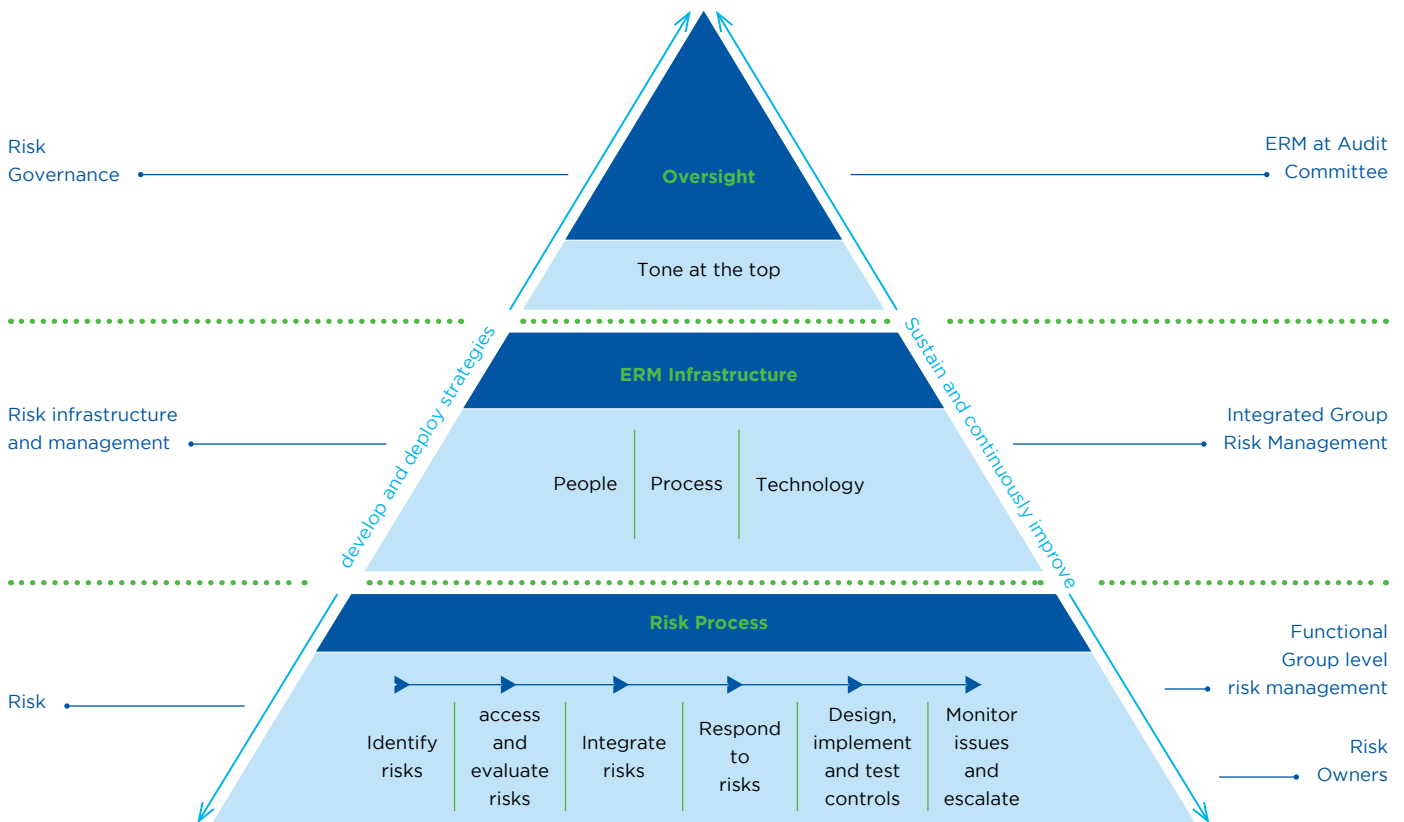 Risk
Governance
Oversight
ERM at Audit
Committee
Tone at the top
develop and deploy strategies
Sustain and continuously improve
ERM Infrastructure
Risk infrastructure
and management
People
Process
Technology
Integrated Group
Risk Management
Risk Process
Risk
Identify
risks
access
and
evaluate
risks
Integrate
risks
Respond
to
risks
Design,
implement
and test
controls
Monitor
issues
and
escalate
Functional
Group level
risk management
Risk
Owners